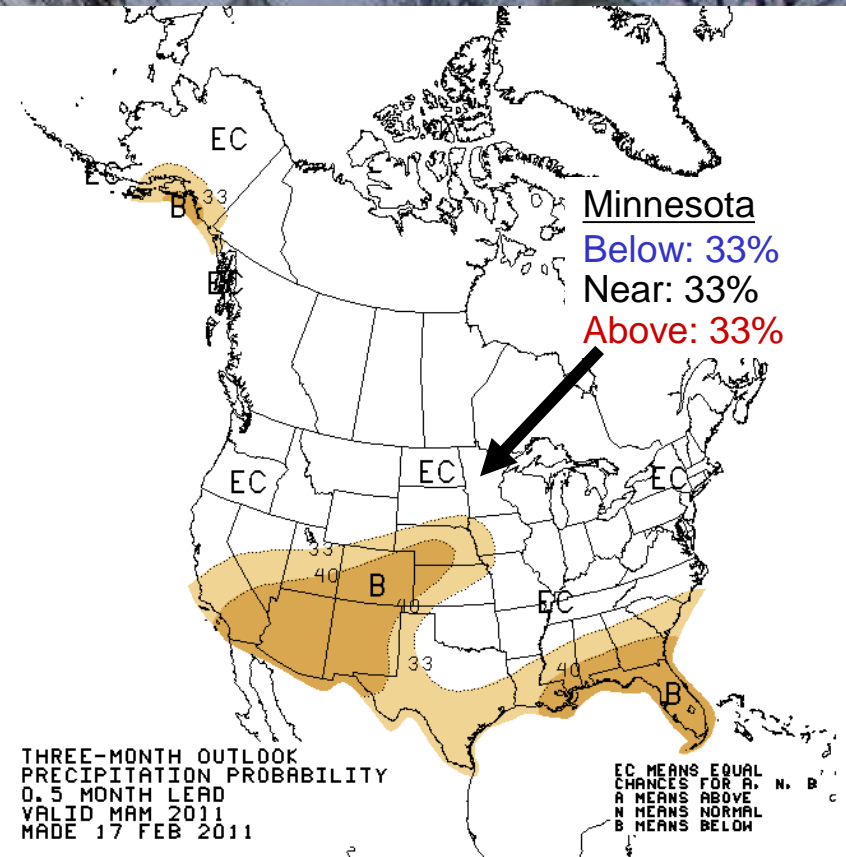 EC
EC
33
B
EC
Minnesota
Below: 33%
Near: 33%
Above: 33%
EC
EC
EC
33
40
B
40
EC
33
40
B
THREE-MONTH OUTLOOK
PRECIPITATION PROBABILITY
0.5 MONTH LEAD
VALID MAM 2011
MADE 17 FEB 2011
EC MEANS EQUAL
CHANCES FOR A, N, B
A MEANS ABOVE
N MEANS NORMAL
B MEANS BELOW